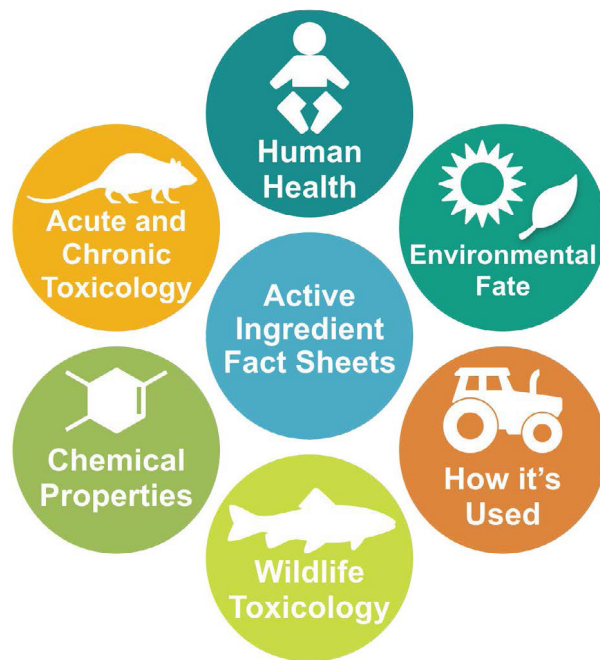 Human
Health
Acute and
Chronic
Toxicology
Environmental
Fate
Active
Ingredient
Fact Sheets
Chemical
Properties
How it's
Used
Wildlife
Toxicology